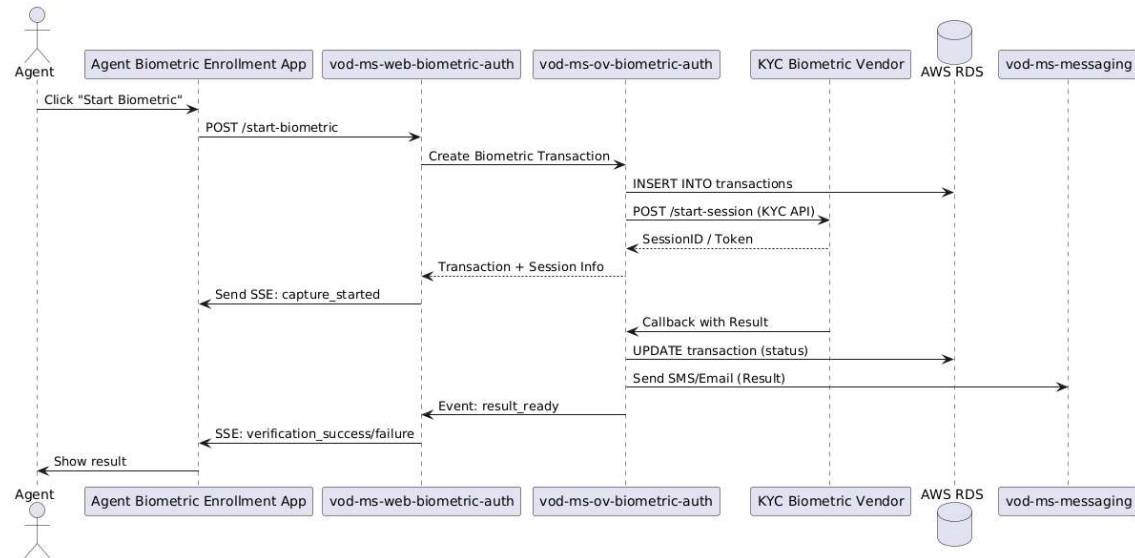 Agent
Agent Biometric Enrollment App
vod-ms-web-biometric-auth
vod-ms-ov-biometric-auth
KYC Biometric Vendor
AWS RDS
vod-ms-messaging
Click "Start Biometric"
POST /start-biometric
Create Biometric Transaction
INSERT INTO transactions
POST /start-session (KYC API)
SessionID / Token
Transaction + Session Info
Send SSE: capture_started
Callback with Result
UPDATE transaction (status)
Send SMS/Email (Result)
Event: result_ready
SSE: verification_success/failure
Show result
Agent
Agent Biometric Enrollment App
vod-ms-web-biometric-auth
vod-ms-ov-biometric-auth
KYC Biometric Vendor
AWS RDS
vod-ms-messaging